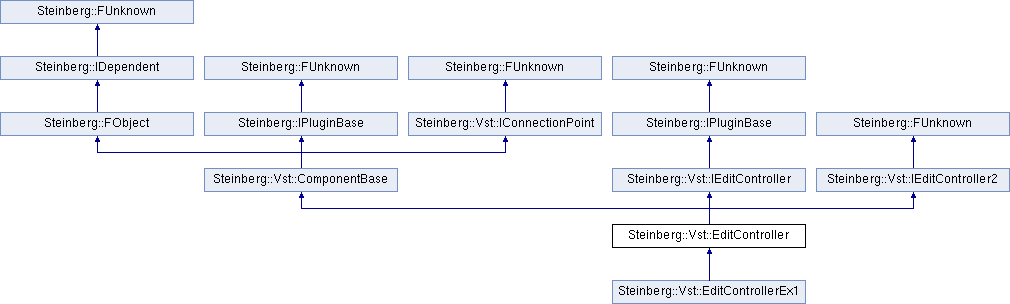 Steinberg::FUnknown
Steinberg::IDependent
Steinberg::FUnknown
Steinberg::FUnknown
Steinberg::FUnknown
Steinberg::FObject
Steinberg::IPluginBase
Steinberg::Vst::IConnectionPoint
Steinberg::IPluginBase
Steinberg::FUnknown
Steinberg::Vst::ComponentBase
Steinberg::Vst::IEditController
Steinberg::Vst::IEditController2
Steinberg::Vst::EditController
Steinberg::Vst::EditControllerEx1